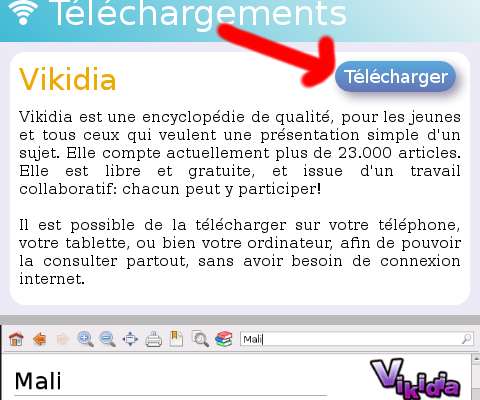 Téléchargements
Vikidia
Télécharger
Vikidia est une encyclopédie de qualité, pour les jeunes
et tous ceux qui veulent une présentation simple d'un
sujet. Elle compte actuellement plus de 23.000 articles.
Elle est libre et gratuite, et issue d'un travail
collaboratif: chacun peut y participer!
Il est possible de la télécharger sur votre téléphone,
votre tablette, ou bien votre ordinateur, afin de pouvoir
la consulter partout, sans avoir besoin de connexion
internet.
Mali
Mali
Vikidia